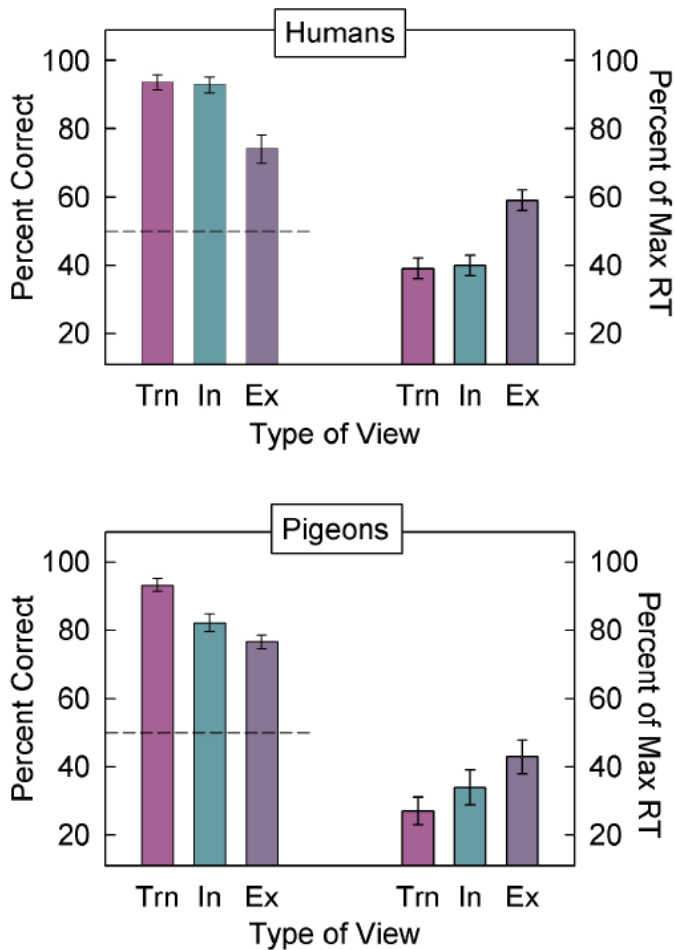 Humans
100
80
60
40
20
Percent Correct
100
80
60
40
20
Percent of Max RT
Trn In Ex Trn In Ex
Type of View
Pigeons
100
80
60
40
20
Percent Correct
100
80
60
40
20
Percent of Max RT
Trn In Ex Trn In Ex
Type of View